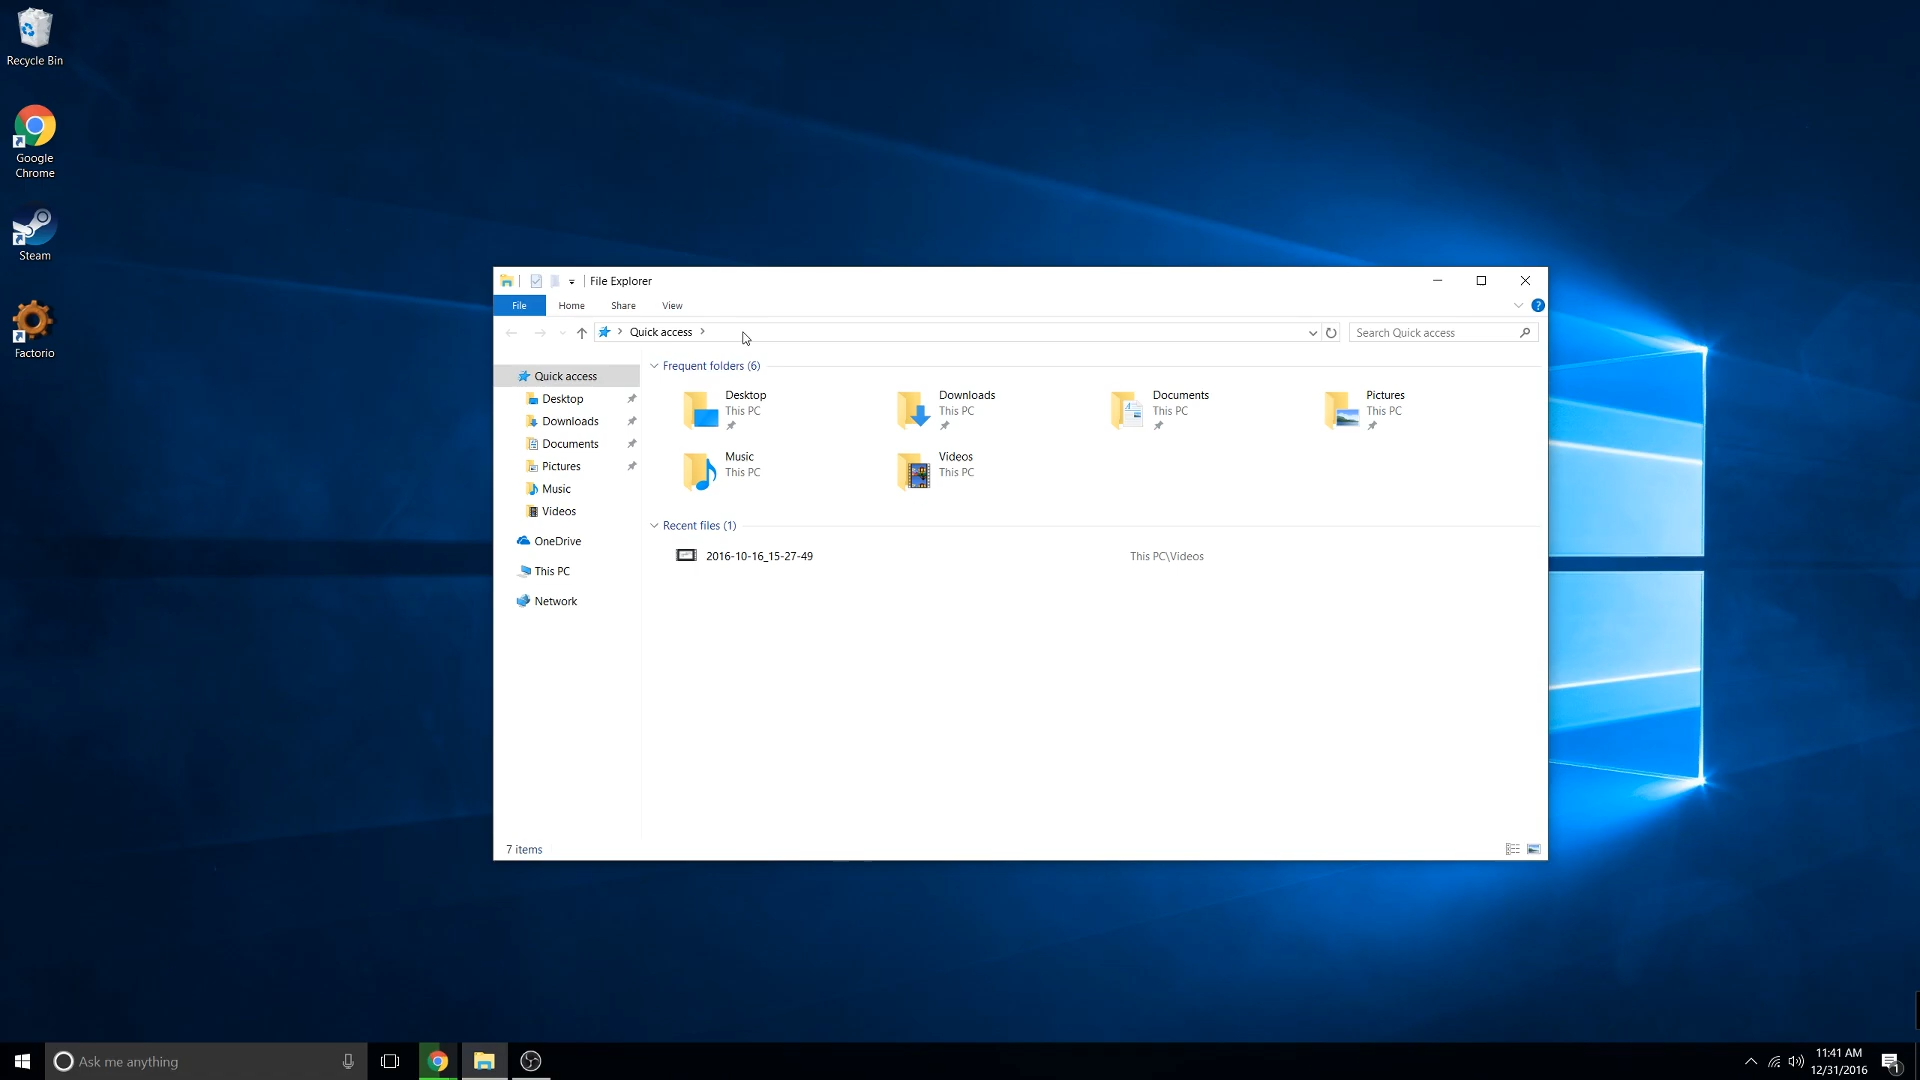 Recycle Bin
Google
Chrome
Steam
Factorio
File Explorer
File
Home
Share
View
?
Quick access
Search Quick access
Quick access
Desktop
Downloads
Documents
Pictures
Music
Videos
OneDrive
This PC
Network
Frequent folders (6)
Desktop
This PC
Downloads
This PC
Documents
This PC
Pictures
This PC
Music
This PC
Videos
This PC
Recent files (1)
2016-10-16_15-27-49
This PC\Videos
7 items
Ask me anything
11:41 AM
12/31/2016
1